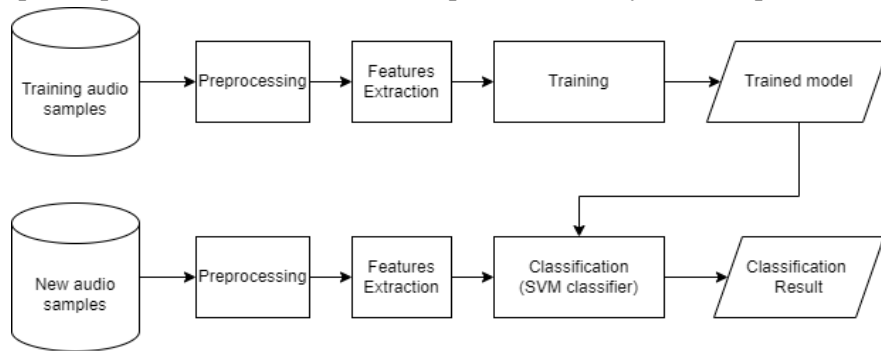 Training audio
samples
Preprocessing
Features
Extraction
Training
Trained model
New audio
samples
Preprocessing
Features
Extraction
Classification
(SVM classifier)
Classification
Result